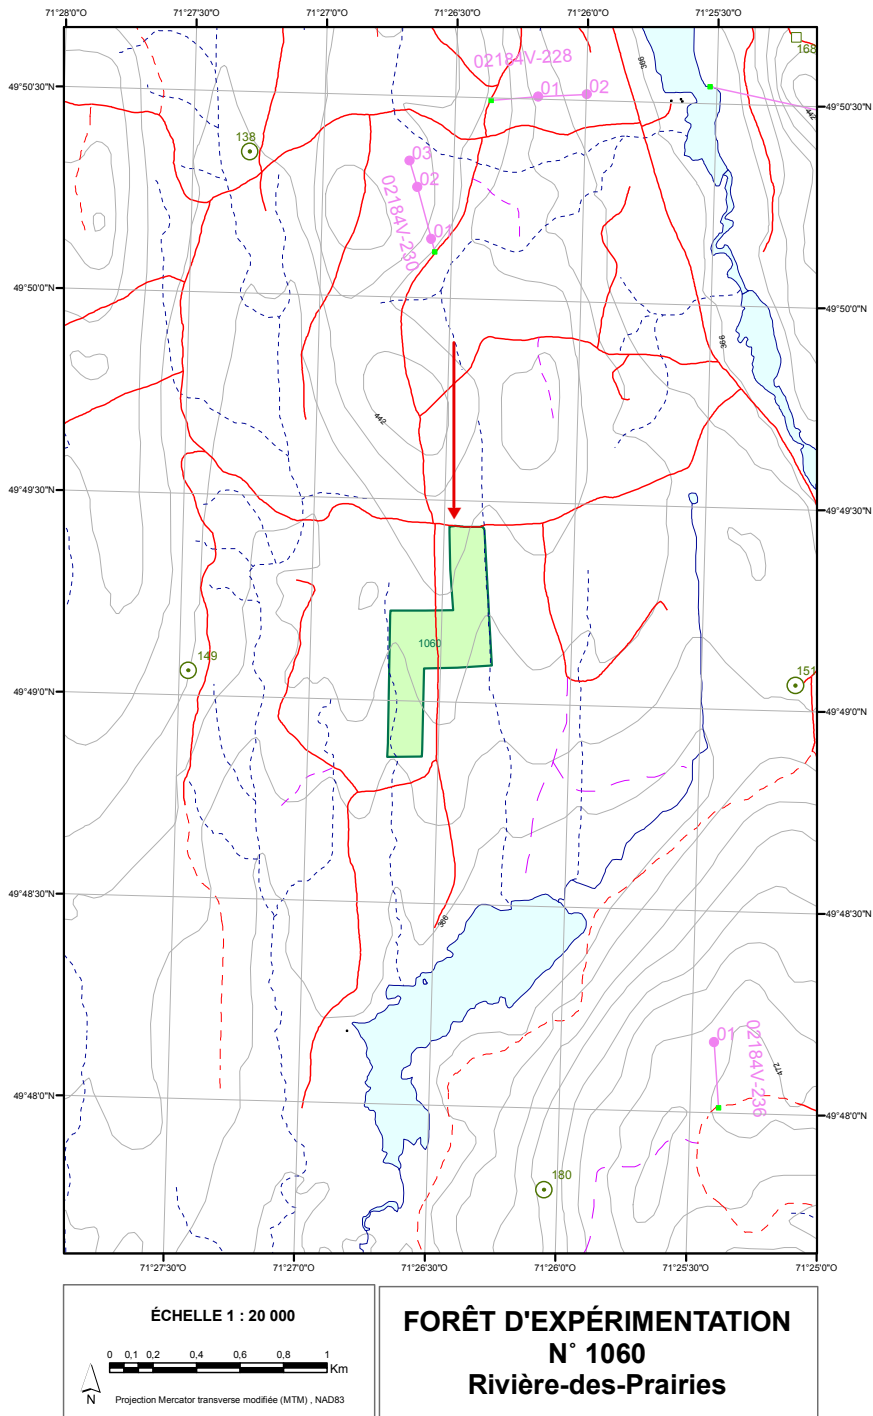 71°28'0"O 71°27'30"O 71°27'0"O 71°26'30"O 71°26'0"O 71°25'30"O
168
02184V-228
01 02
386
49°50'30"N
49°50'30"N
442
138
03
02
01
02184V-230
49°50'0"N
49°50'0"N
366
442
49°49'30"N
49°49'30"N
1060
149
151
49°49'0"N
49°49'0"N
49°48'30"N
49°48'30"N
366
01
02184V-236
472
49°48'0"N
49°48'0"N
180
71°27'30"O 71°27'0"O 71°26'30"O 71°26'0"O 71°25'30"O 71°25'0"O
ÉCHELLE 1 : 20 000
0 0,1 0,2 0,4 0,6 0,8 1
Km
N
Projection Mercator transverse modifiée (MTM) , NAD83
FORÊT D'EXPÉRIMENTATION
N° 1060
Rivière-des-Prairies